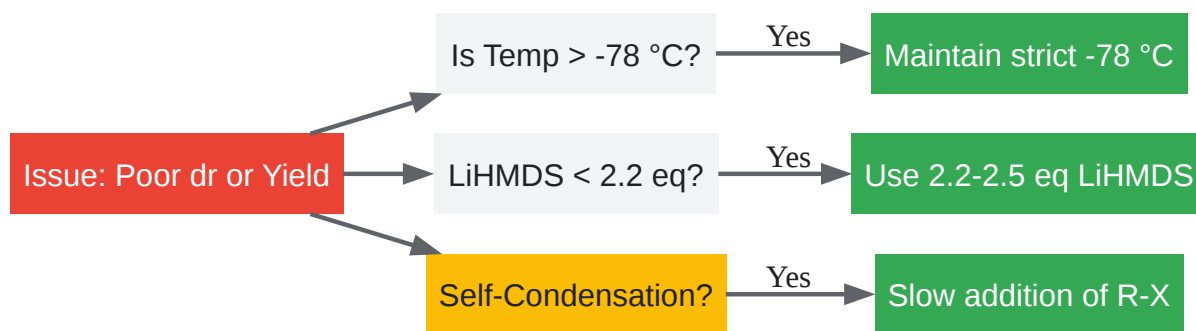 Is Temp > -78 °C?
Yes
Maintain strict -78 °C
Issue: Poor dr or Yield
LiHMDS < 2.2 eq?
Yes
Use 2.2-2.5 eq LiHMDS
Self-Condensation?
Yes
Slow addition of R-X